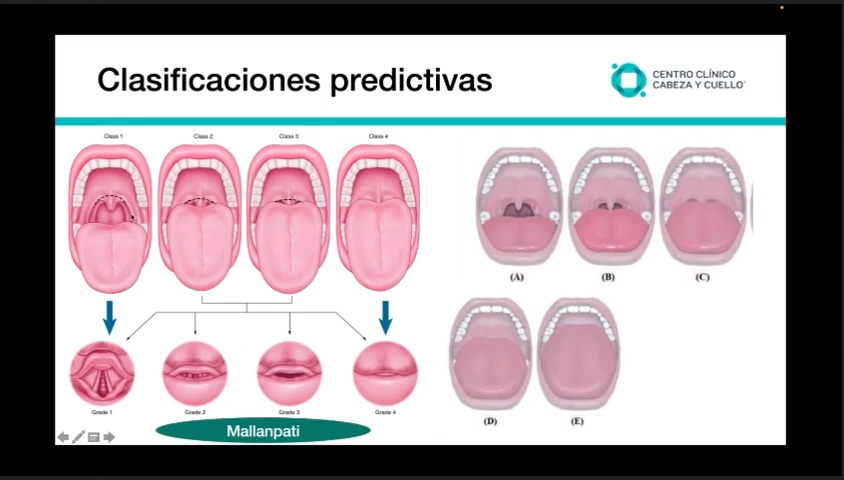 Clasificaciones predictivas
CENTRO CLÍNICO
CABEZA Y CUELLO
Class 1
Class 2
Class 3
Class 4
(A)
(B)
(C)
Grade 1
Grade 2
Grade 3
Grade 4
(D)
(E)
Mallanpati